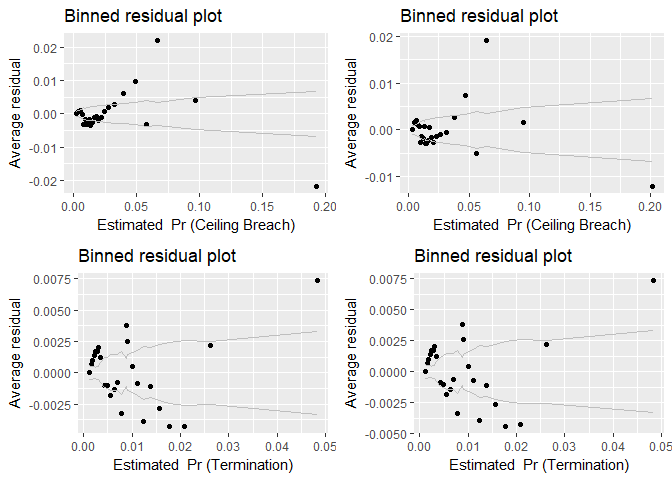 Binned residual plot
Average residual
0.02
0.01
0.00
-0.01
-0.02
0.00 0.05 0.10 0.15 0.20
Estimated Pr (Ceiling Breach)
Binned residual plot
Average residual
0.02
0.01
0.00
-0.01
0.00 0.05 0.10 0.15 0.20
Estimated Pr (Ceiling Breach)
Binned residual plot
Average residual
0.0075
0.0050
0.0025
0.0000
-0.0025
0.00 0.01 0.02 0.03 0.04 0.05
Estimated Pr (Termination)
Binned residual plot
Average residual
0.0075
0.0050
0.0025
0.0000
-0.0025
-0.0050
0.00 0.01 0.02 0.03 0.04 0.05
Estimated Pr (Termination)